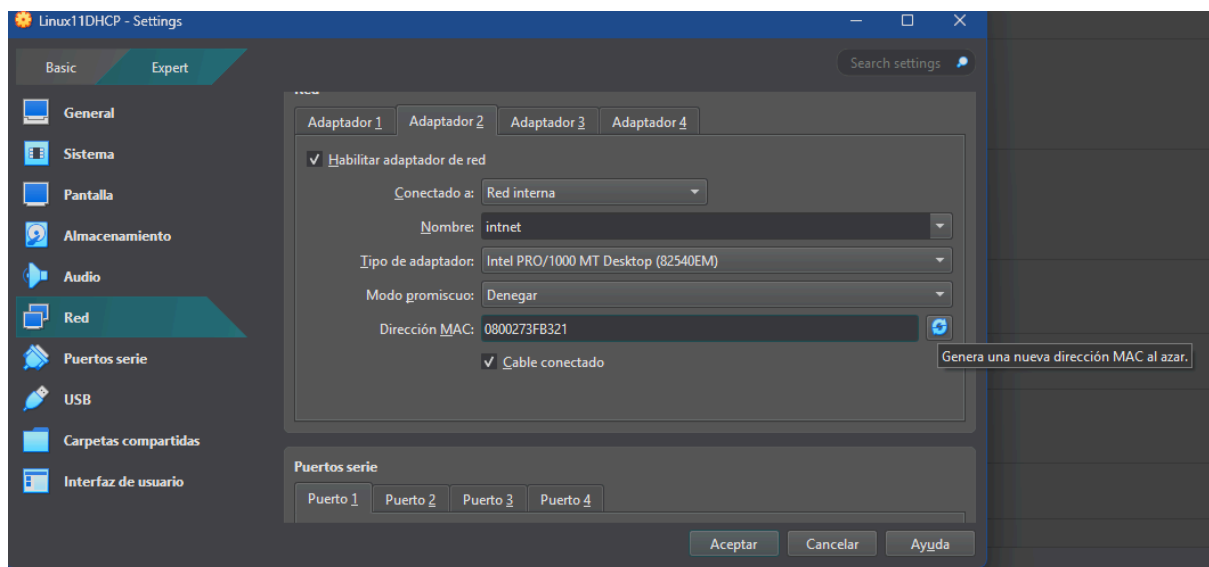 Linux11DHCP - Settings
Basic Expert Search settings
General
Sistema
Pantalla
Almacenamiento
Audio
Red
Puertos serie
USB
Carpetas compartidas
Interfaz de usuario
Red
Adaptador 1 Adaptador 2 Adaptador 3 Adaptador 4
Habilitar adaptador de red
Conectado a: Red interna
Nombre: intnet
Tipo de adaptador: Intel PRO/1000 MT Desktop (82540EM)
Modo promiscuo: Denegar
Dirección MAC: 0800273FB321
Genera una nueva dirección MAC al azar.
Cable conectado
Puertos serie
Puerto 1 Puerto 2 Puerto 3 Puerto 4
Aceptar Cancelar Ayuda